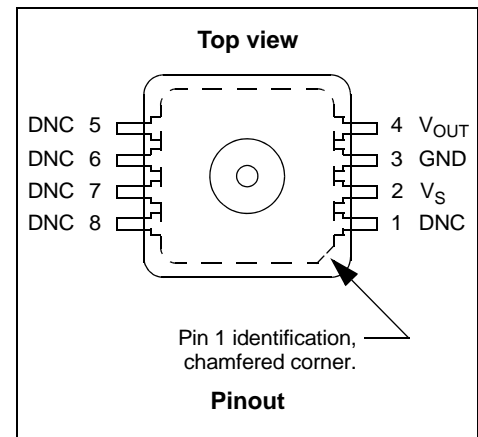 Top view
DNC 5
DNC 6
DNC 7
DNC 8
4 VOUT
3 GND
2 VS
1 DNC
Pin 1 identification,
chamfered corner.
Pinout